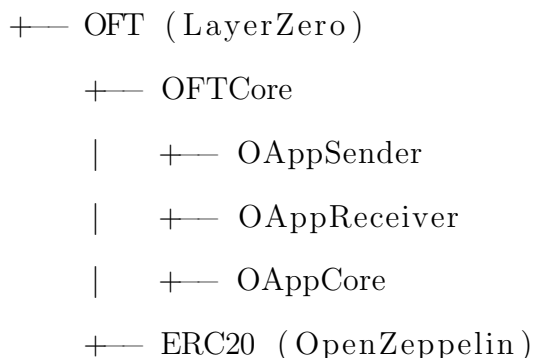 +── OFT (LayerZero)
+── OFTCore
| +── OAppSender
| +── OAppReceiver
| +── OAppCore
+── ERC20 (OpenZeppelin)